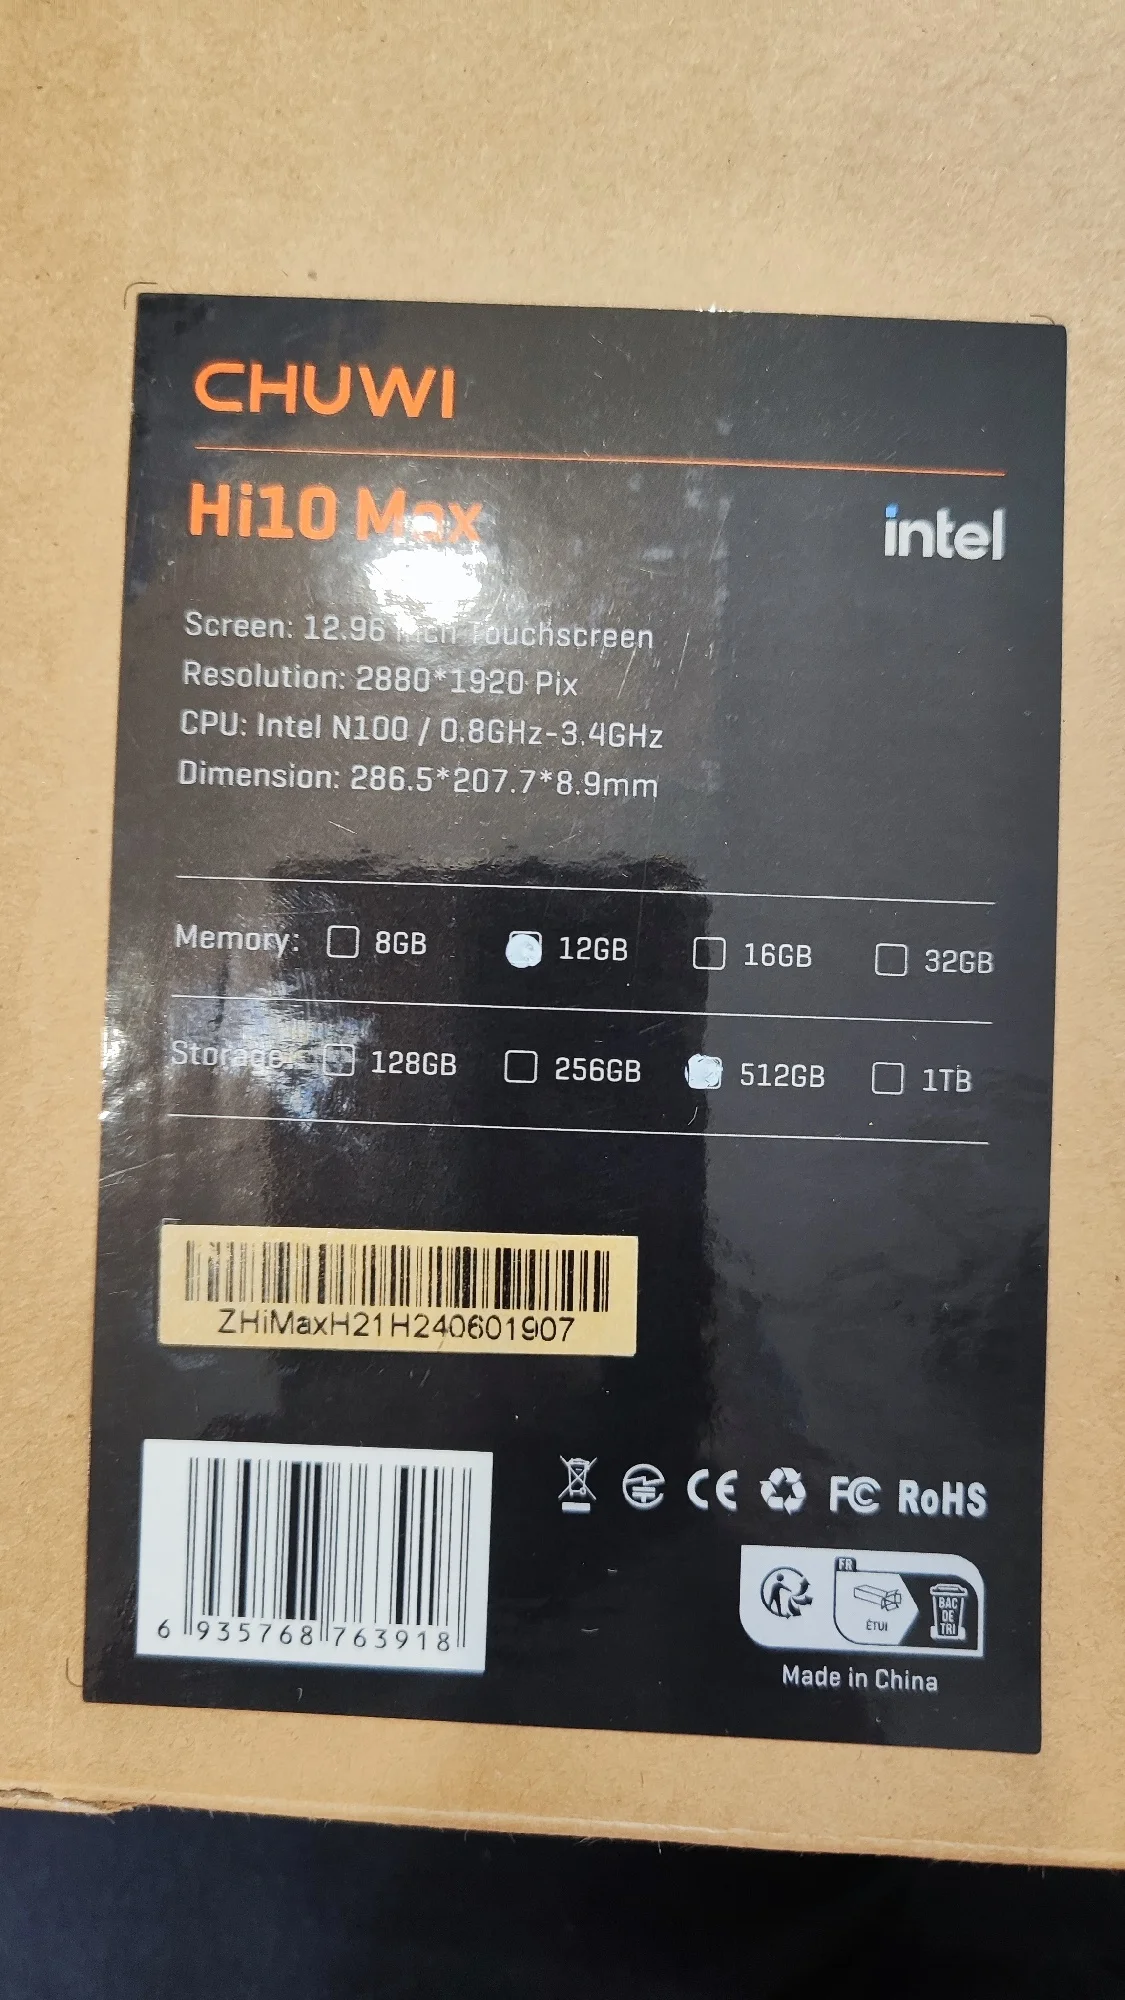 CHUWI
Hi10 Max
intel
Screen: 12.96 inch Touchscreen
Resolution: 2880*1920 Pix
CPU: Intel N100 / 0.8GHz-3.4GHz
Dimension: 286.5*207.7*8.9mm
Memory: 8GB 12GB 16GB 32GB
Storage: 128GB 256GB 512GB 1TB
ZHiMaxH21H240601907
6 935768 763918
CE FC RoHS
FR
ÉTUI
BAC
DE
TRI
Made in China